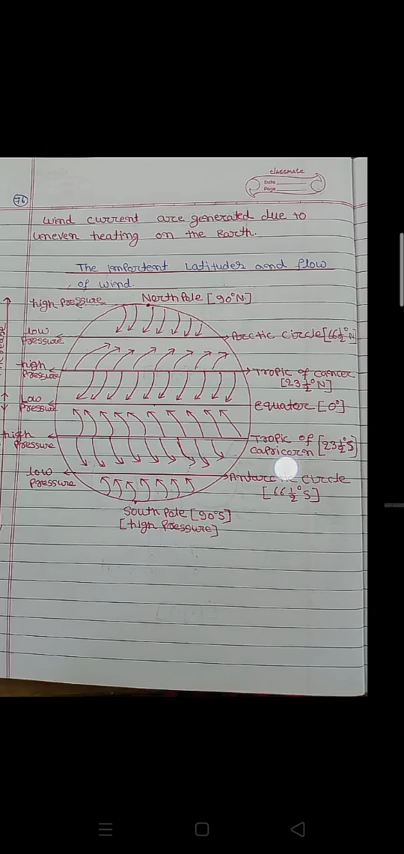 classmate
Date
Page
76
Wind current are generated due to
uneven heating on the Earth.
The importent Latitudes and flow
of wind.
high Pressure
North Pole [90°N]
low
Pressure
Arctic circle [66½°N]
high
Pressure
Tropic of cancer
[23½°N]
Low
Pressure
equator [0°]
high
Pressure
Tropic of
capricorn [23½°S]
low
Pressure
Circle
[66½°S]
South Pole [90°S]
[high Pressure]